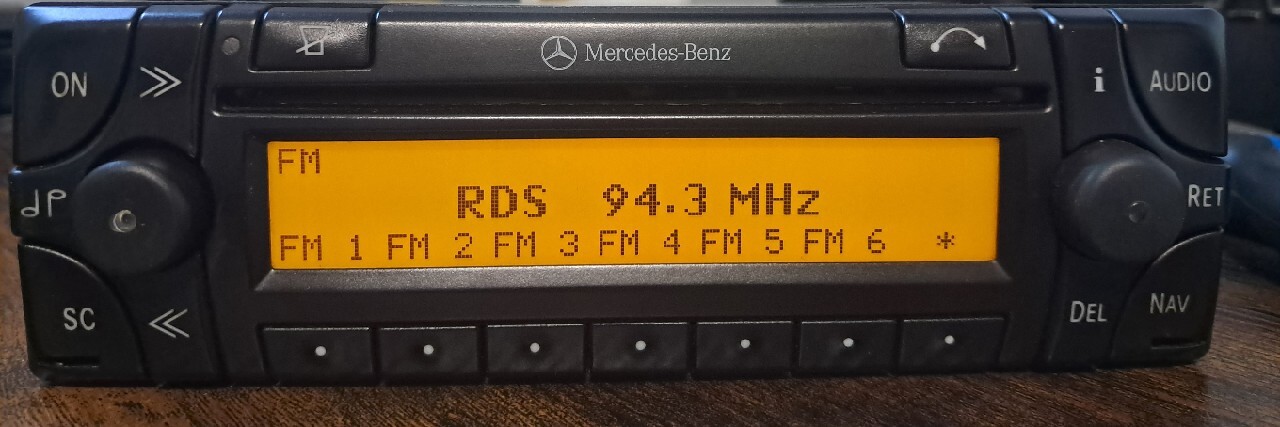 Mercedes-Benz
ON
i
AUDIO
FM
RDS 94.3 MHz
FM 1 FM 2 FM 3 FM 4 FM 5 FM 6 *
RET
SC
DEL
NAV